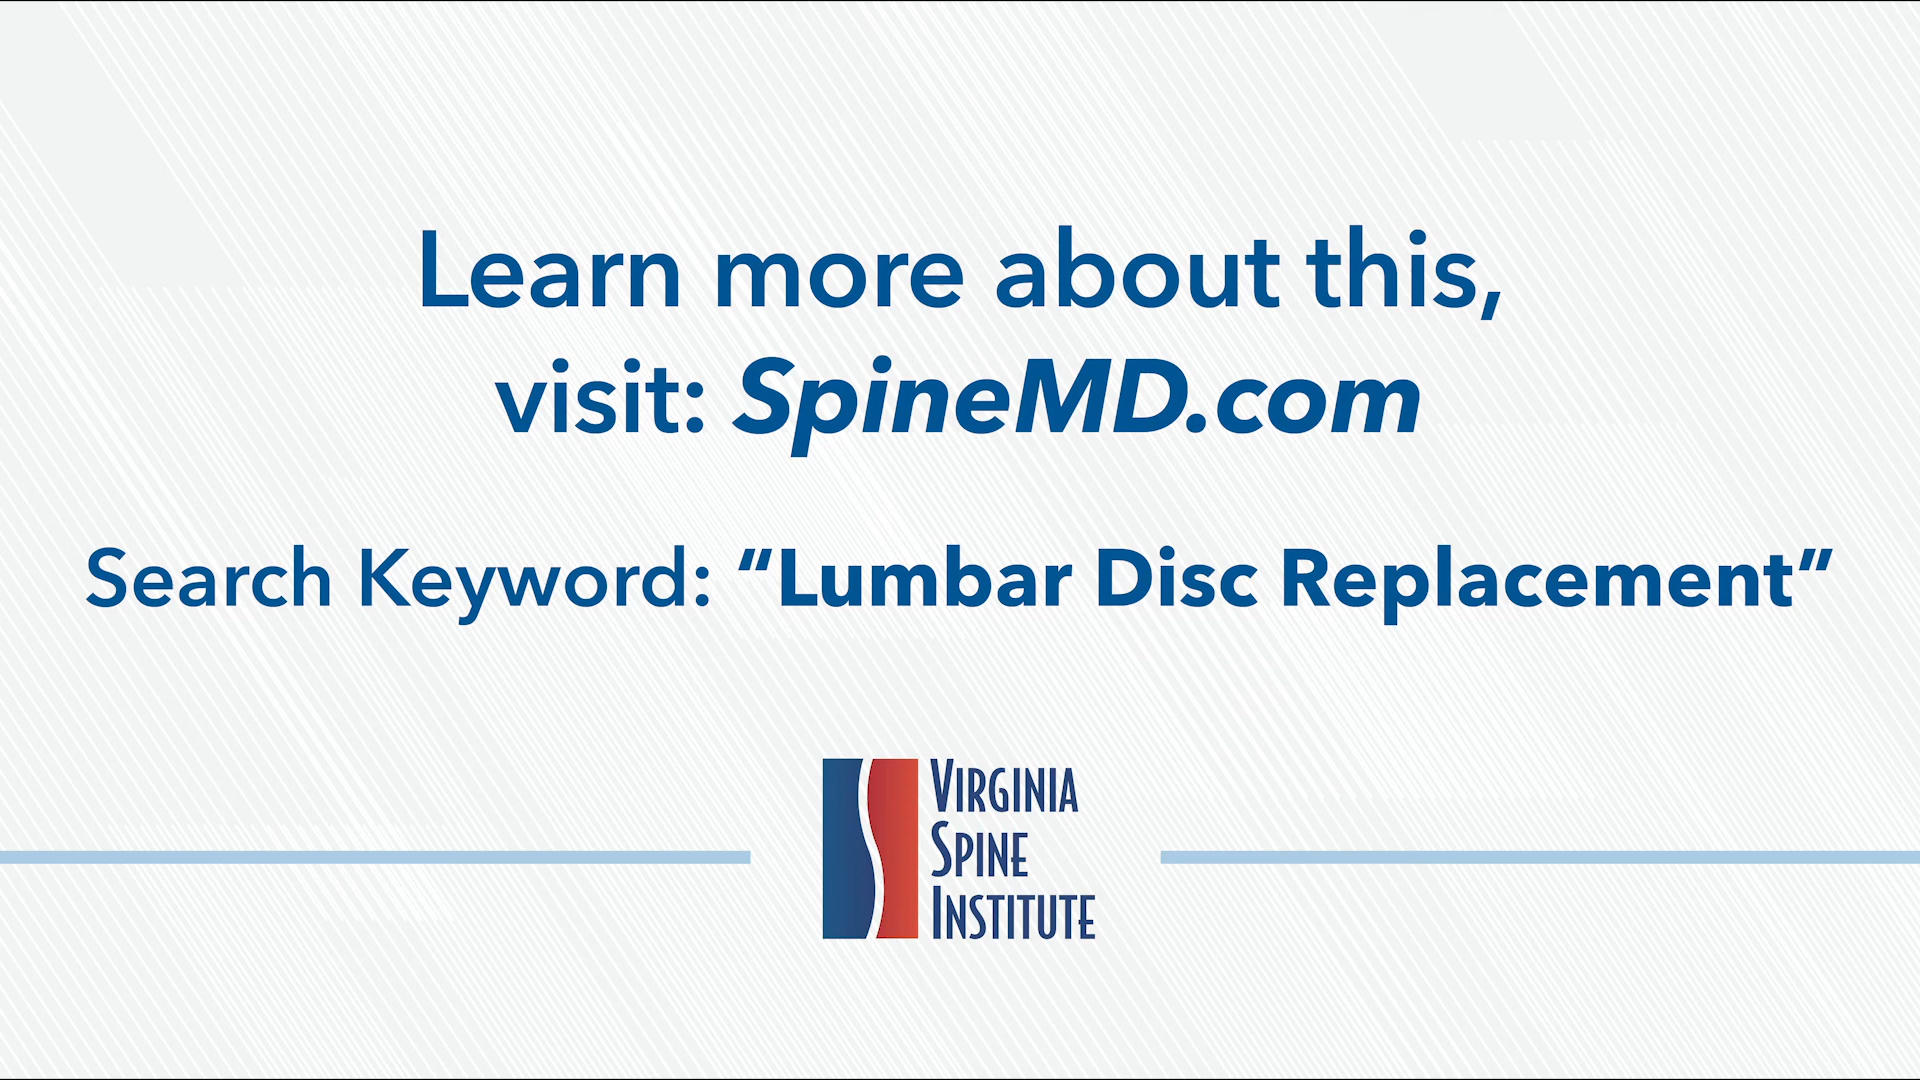 Learn more about this,
visit: SpineMD.com
Search Keyword: “Lumbar Disc Replacement”
VIRGINIA
SPINE
INSTITUTE